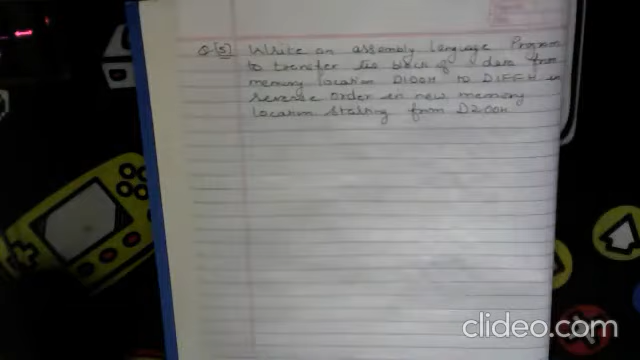 Q.[5] Write an assembly language Program
to transfer the block of data from
memory location D100H to D1FFH in
reverse order in new memory
location starting from D200H
clideo.com